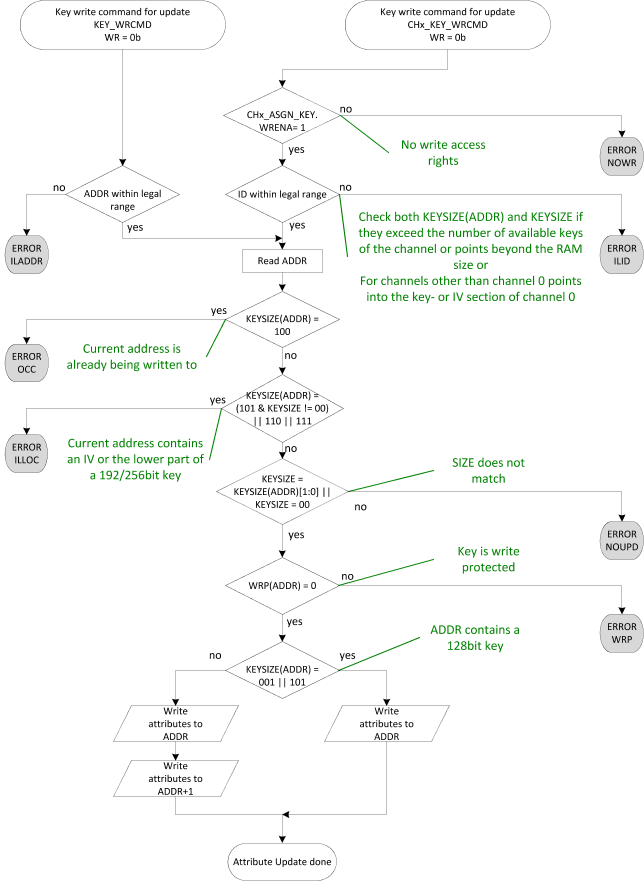 Key write command for update
KEY_WRCMD
WR = 0b
Key write command for update
CHx_KEY_WRCMD
WR = 0b
CHx_ASGN_KEY.
WRENA= 1
no
yes
No write access
rights
ERROR
NOWR
no
ADDR within legal
range
yes
ERROR
ILADDR
ID within legal range
no
yes
Check both KEYSIZE(ADDR) and KEYSIZE if
they exceed the number of available keys
of the channel or points beyond the RAM
size or
For channels other than channel 0 points
into the key- or IV section of channel 0
ERROR
ILID
Read ADDR
yes
KEYSIZE(ADDR) =
100
no
Current address is
already being written to
ERROR
OCC
yes
KEYSIZE(ADDR) =
(101 & KEYSIZE != 00)
|| 110 || 111
no
Current address contains
an IV or the lower part of
a 192/256bit key
ERROR
ILLOC
KEYSIZE =
KEYSIZE(ADDR)[1:0] ||
KEYSIZE = 00
SIZE does not
match
no
yes
ERROR
NOUPD
WRP(ADDR) = 0
no
Key is write
protected
yes
ERROR
WRP
ADDR contains a
128bit key
no
KEYSIZE(ADDR) =
001 || 101
yes
Write
attributes to
ADDR
Write
attributes to
ADDR
Write
attributes to
ADDR+1
Attribute Update done